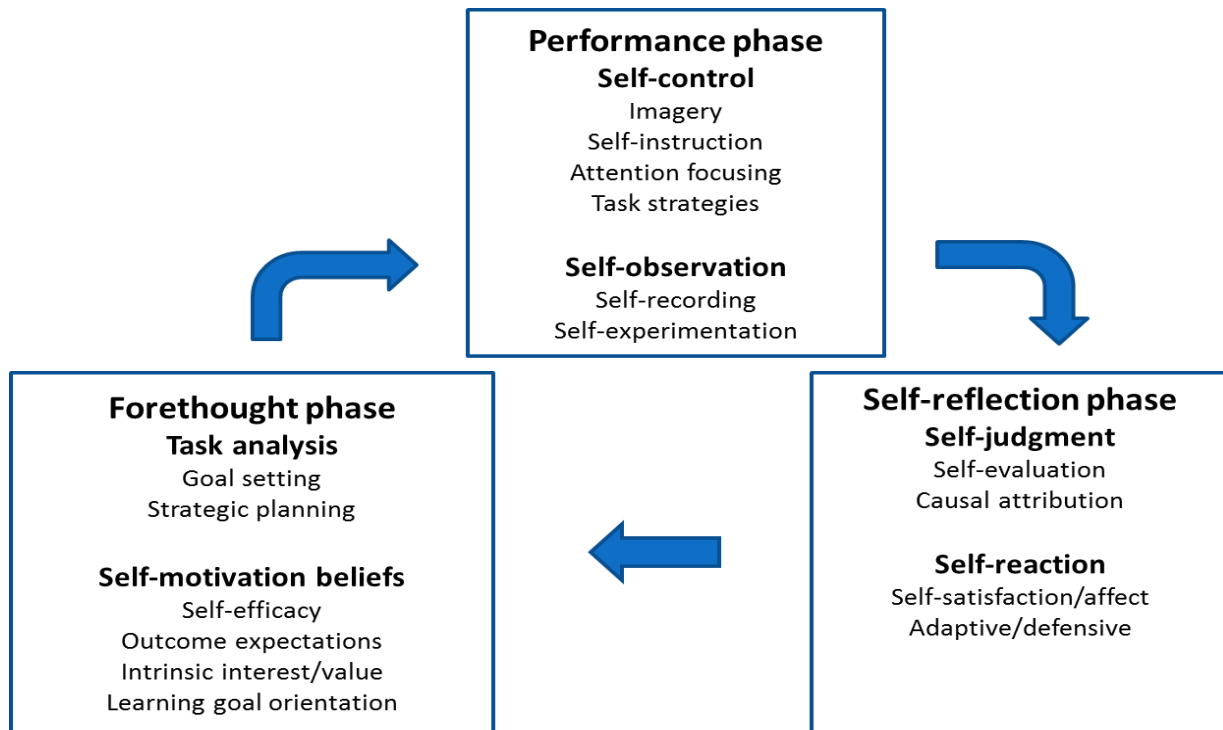 Performance phase
Self-control
Imagery
Self-instruction
Attention focusing
Task strategies
Self-observation
Self-recording
Self-experimentation
Forethought phase
Task analysis
Goal setting
Strategic planning
Self-motivation beliefs
Self-efficacy
Outcome expectations
Intrinsic interest/value
Learning goal orientation
Self-reflection phase
Self-judgment
Self-evaluation
Causal attribution
Self-reaction
Self-satisfaction/affect
Adaptive/defensive